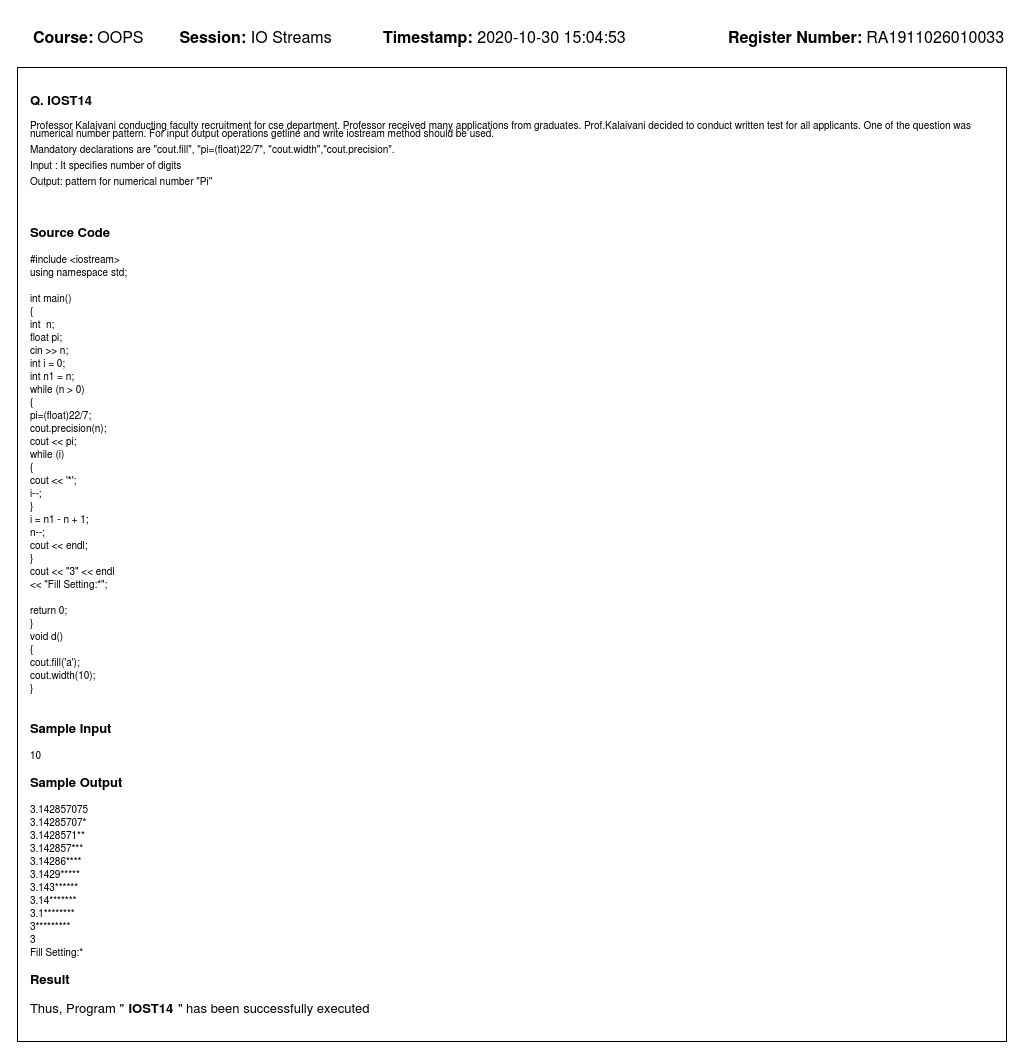 Course: OOPS Session: IO Streams Timestamp: 2020-10-30 15:04:53 Register Number: RA1911026010033
Q. IOST14
Professor Kalaivani conducting faculty recruitment for cse department. Professor received many applications from graduates. Prof.Kalaivani decided to conduct written test for all applicants. One of the question was
numerical number pattern. For input output operations getline and write iostream method should be used.
Mandatory declarations are "cout.fill", "pi=(float)22/7", "cout.width","cout.precision".
Input : It specifies number of digits
Output: pattern for numerical number "Pi"
Source Code
#include <iostream>
using namespace std;
int main()
{
int  n;
float pi;
cin >> n;
int i = 0;
int n1 = n;
while (n > 0)
{
pi=(float)22/7;
cout.precision(n);
cout << pi;
while (i)
{
cout << '*';
i--;
}
i = n1 - n + 1;
n--;
cout << endl;
}
cout << "3" << endl
<< "Fill Setting:*";
return 0;
}
void d()
{
cout.fill('a');
cout.width(10);
}
Sample Input
10
Sample Output
3.142857075
3.14285707*
3.1428571**
3.142857***
3.14286****
3.1429*****
3.143******
3.14*******
3.1********
3*********
3
Fill Setting:*
Result
Thus, Program " IOST14 " has been successfully executed